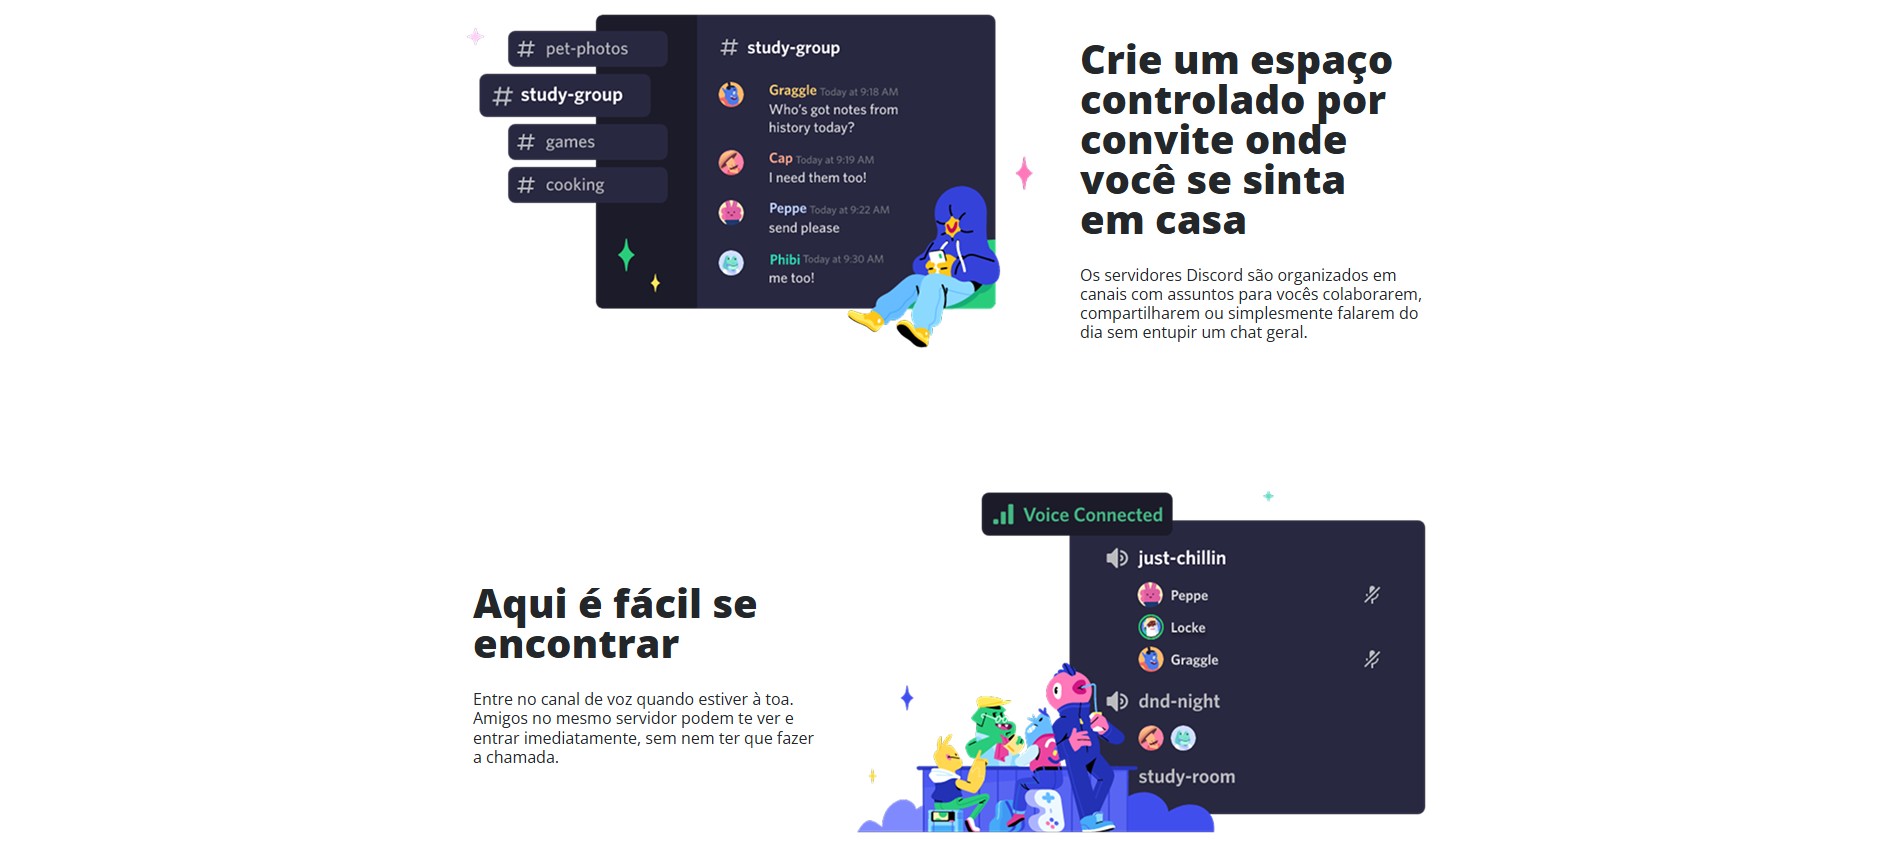 # pet-photos
# study-group
# games
# cooking
# study-group
Graggle Today at 9:18 AM
Who's got notes from
history today?
Cap Today at 9:19 AM
I need them too!
Peppe Today at 9:22 AM
send please
Phibi Today at 9:30 AM
me too!
Crie um espaço
controlado por
convite onde
você se sinta
em casa
Os servidores Discord são organizados em
canais com assuntos para vocês colaborarem,
compartilharem ou simplesmente falarem do
dia sem entupir um chat geral.
Aqui é fácil se
encontrar
Entre no canal de voz quando estiver à toa.
Amigos no mesmo servidor podem te ver e
entrar imediatamente, sem nem ter que fazer
a chamada.
Voice Connected
just-chillin
Peppe
Locke
Graggle
dnd-night
study-room